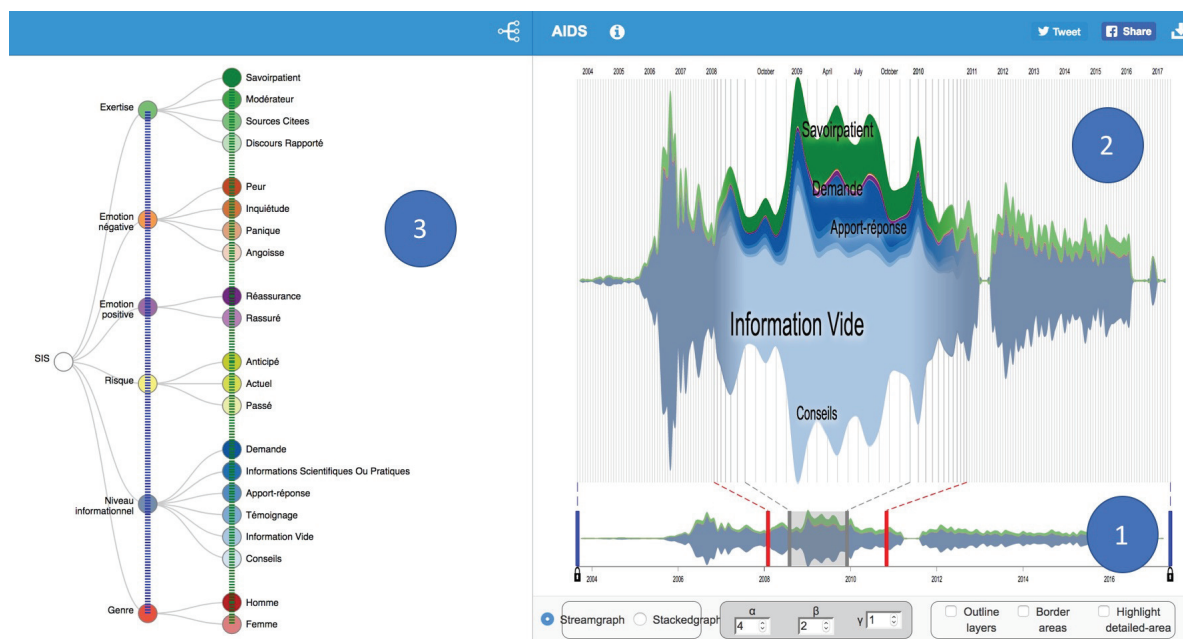 AIDS
Tweet
Share
Exertise
Savoirpatient
Modérateur
Sources Citees
Discours Rapporté
Emotion
négative
Peur
Inquiétude
Panique
Angoisse
Emotion
positive
Réassurance
Rassuré
SIS
Risque
Anticipé
Actuel
Passé
Niveau
informationnel
Demande
Informations Scientifiques Ou Pratiques
Apport-réponse
Témoignage
Information Vide
Conseils
Genre
Homme
Femme
3
2004 2005 2006 2007 2008 October 2009 April July October 2010 2011 2012 2013 2014 2015 2016 2017
2
Savoirpatient
Demande
Apport-réponse
Information Vide
Conseils
1
2004 2006 2008 2010 2012 2014 2016
Streamgraph Stackedgraph
α β γ
4 2 1
Outline
layers
Border
areas
Highlight
detailed-area